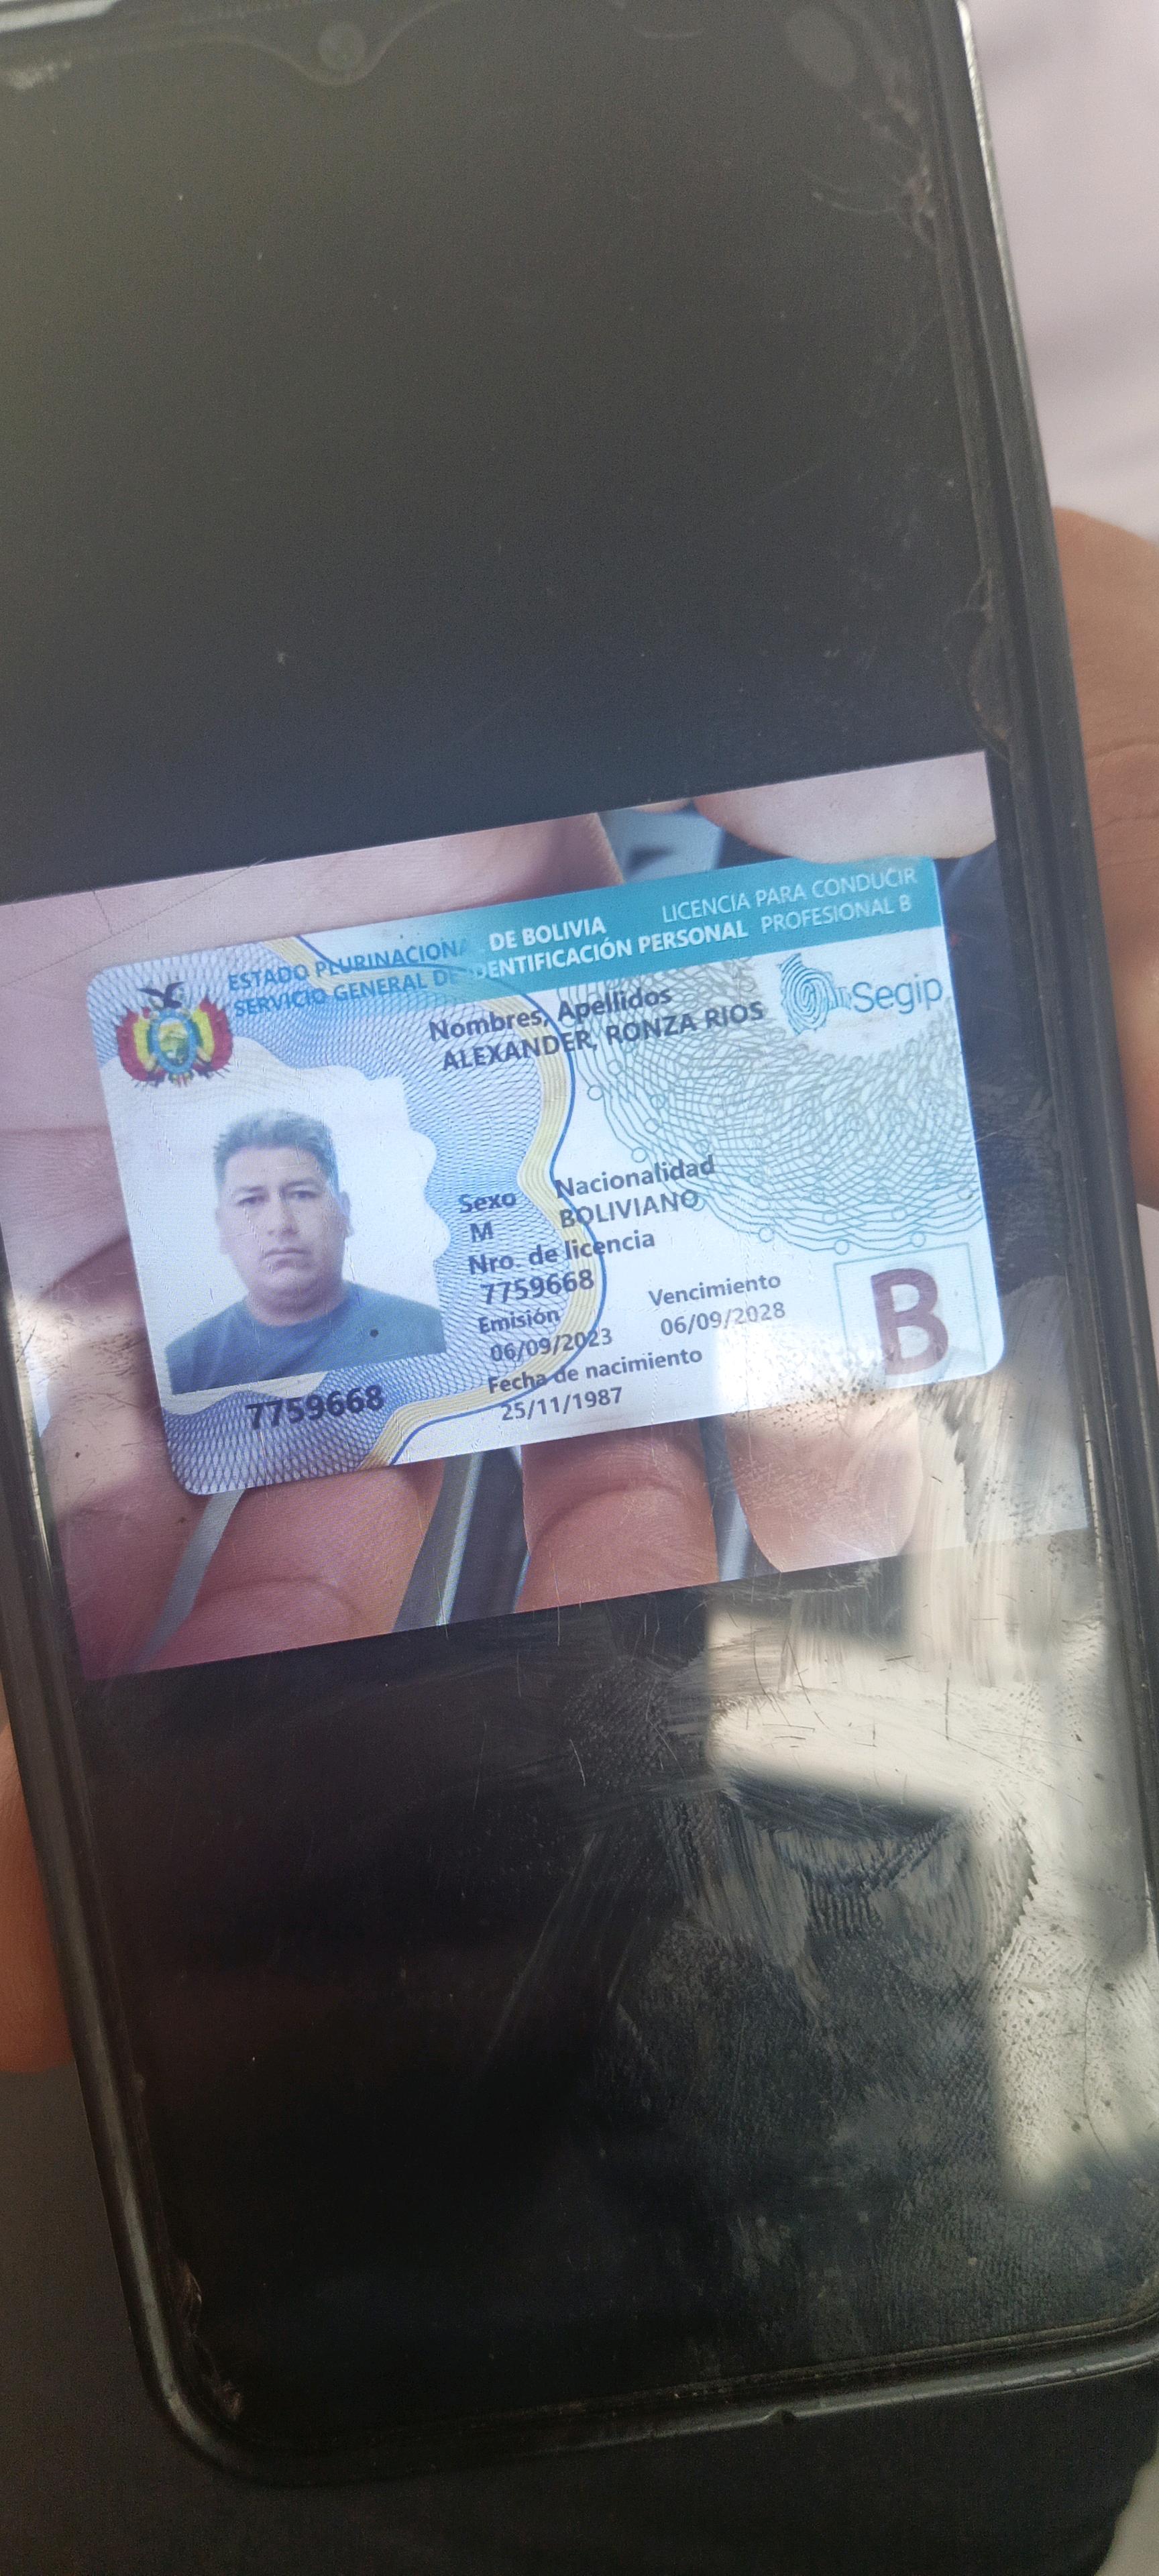 ESTADO PLURINACIONAL DE BOLIVIA
SERVICIO GENERAL DE IDENTIFICACIÓN PERSONAL
LICENCIA PARA CONDUCIR
PROFESIONAL B
Segip
Nombres, Apellidos
ALEXANDER, RONZA RIOS
Sexo
M
Nacionalidad
BOLIVIANO
Nro. de licencia
7759668
Emisión
06/09/2023
Vencimiento
06/09/2028
Fecha de nacimiento
25/11/1987
B
7759668